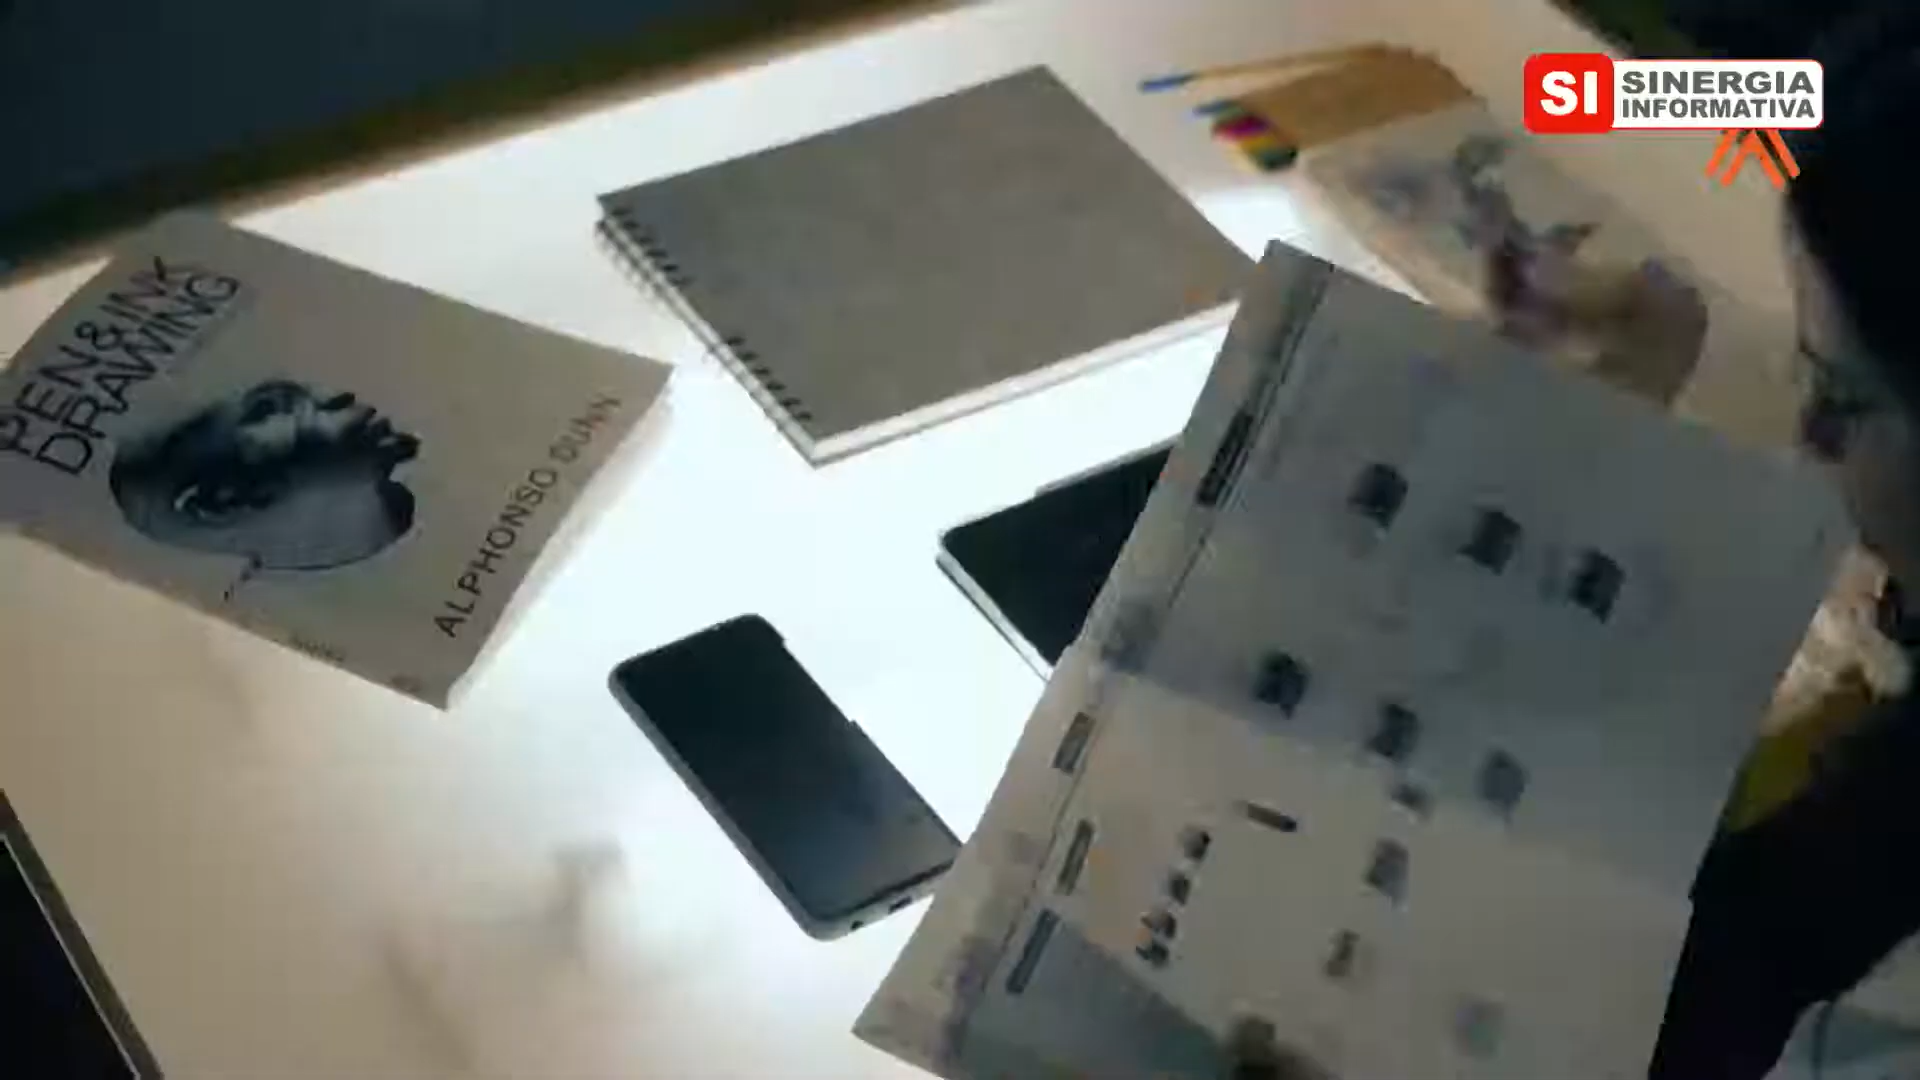 SI SINERGIA
INFORMATIVA
PEN & INK
DRAWING
ALPHONSO DUNN